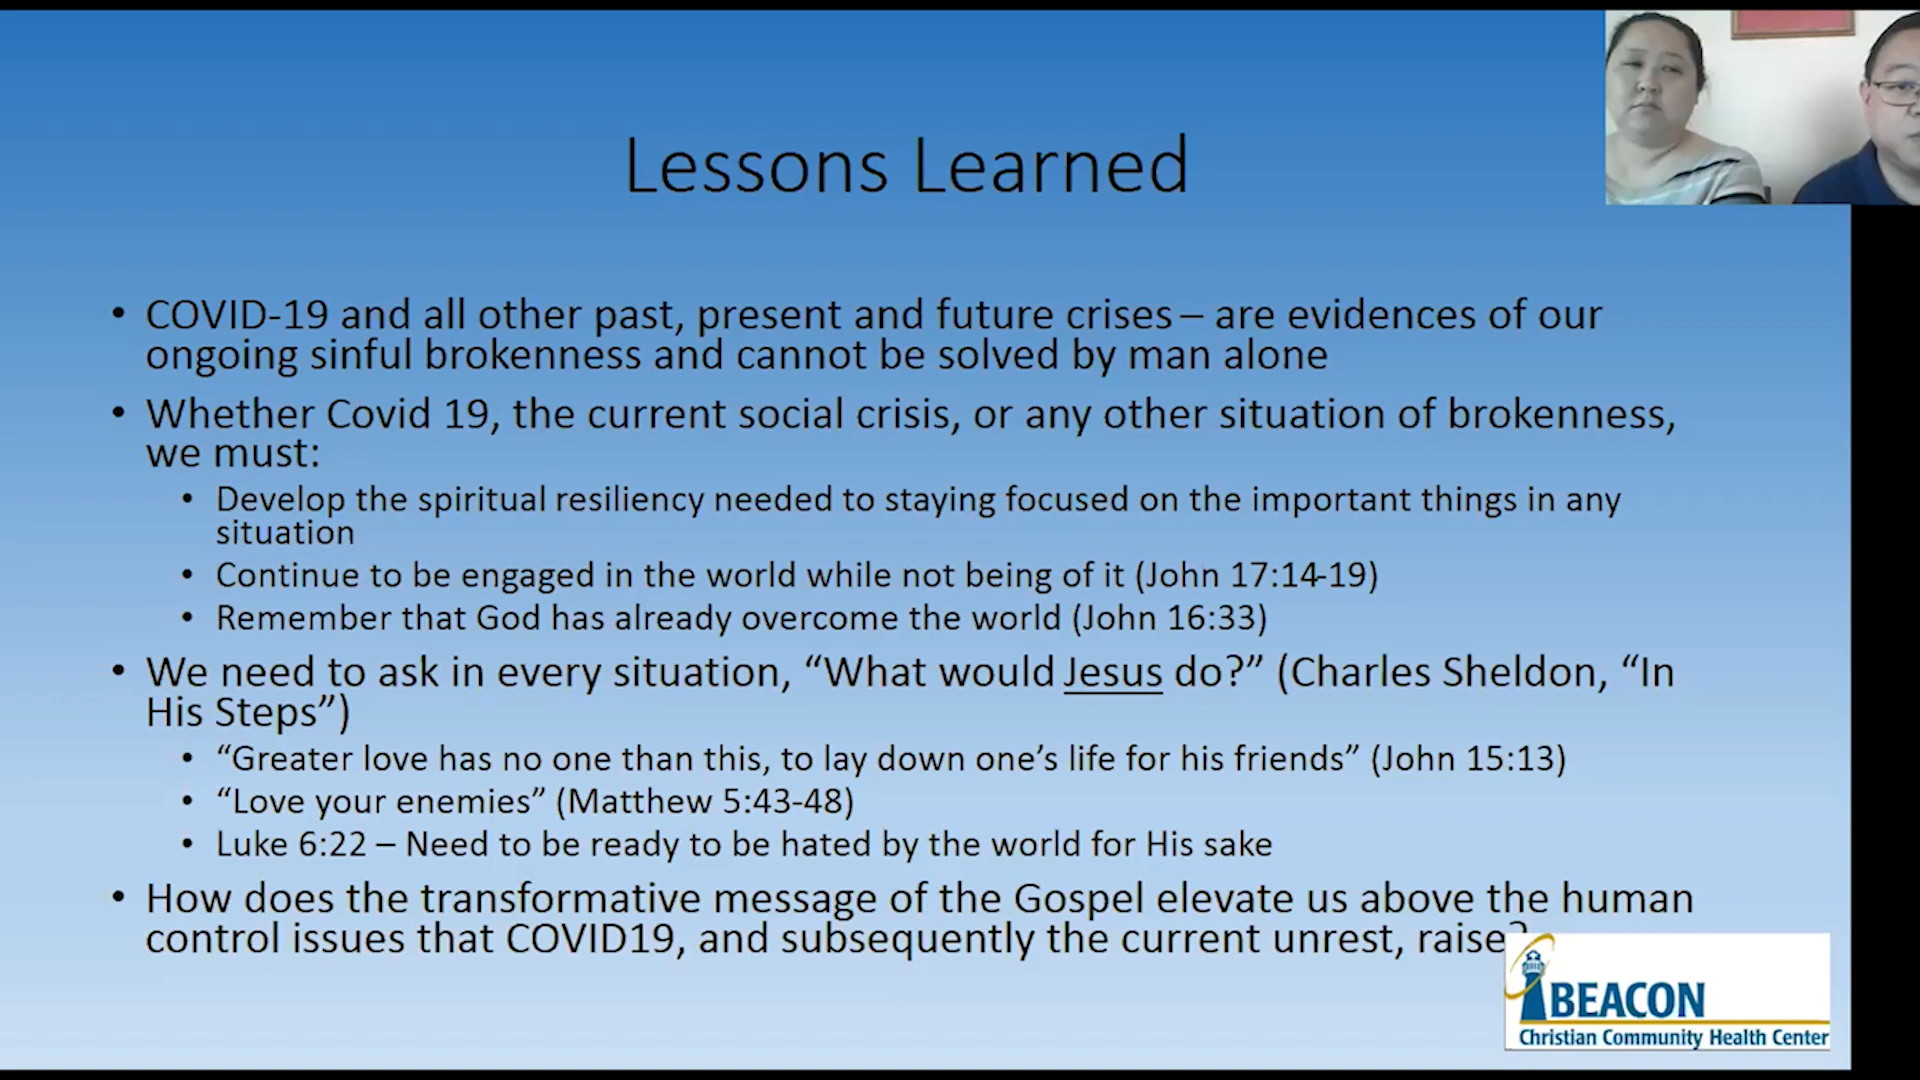 Lessons Learned
• COVID-19 and all other past, present and future crises – are evidences of our
ongoing sinful brokenness and cannot be solved by man alone
• Whether Covid 19, the current social crisis, or any other situation of brokenness,
we must:
• Develop the spiritual resiliency needed to staying focused on the important things in any
situation
• Continue to be engaged in the world while not being of it (John 17:14-19)
• Remember that God has already overcome the world (John 16:33)
• We need to ask in every situation, “What would Jesus do?” (Charles Sheldon, “In
His Steps”)
• “Greater love has no one than this, to lay down one’s life for his friends” (John 15:13)
• “Love your enemies” (Matthew 5:43-48)
• Luke 6:22 – Need to be ready to be hated by the world for His sake
• How does the transformative message of the Gospel elevate us above the human
control issues that COVID19, and subsequently the current unrest, raise?
BEACON
Christian Community Health Center